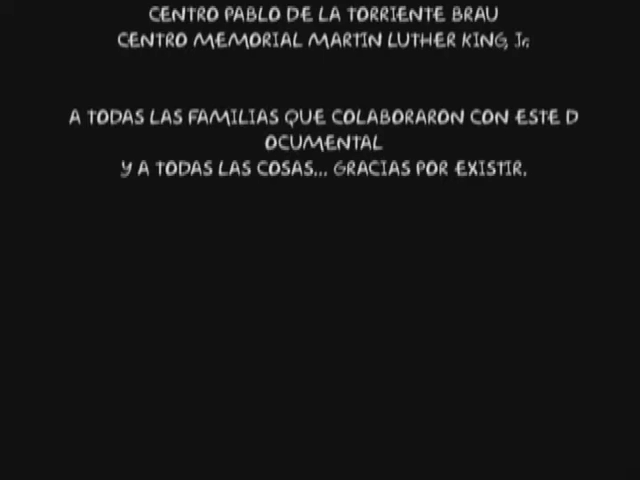 CENTRO PABLO DE LA TORRIENTE BRAU
CENTRO MEMORIAL MARTIN LUTHER KING, Jr.
A TODAS LAS FAMILIAS QUE COLABORARON CON ESTE D
OCUMENTAL
Y A TODAS LAS COSAS... GRACIAS POR EXISTIR.